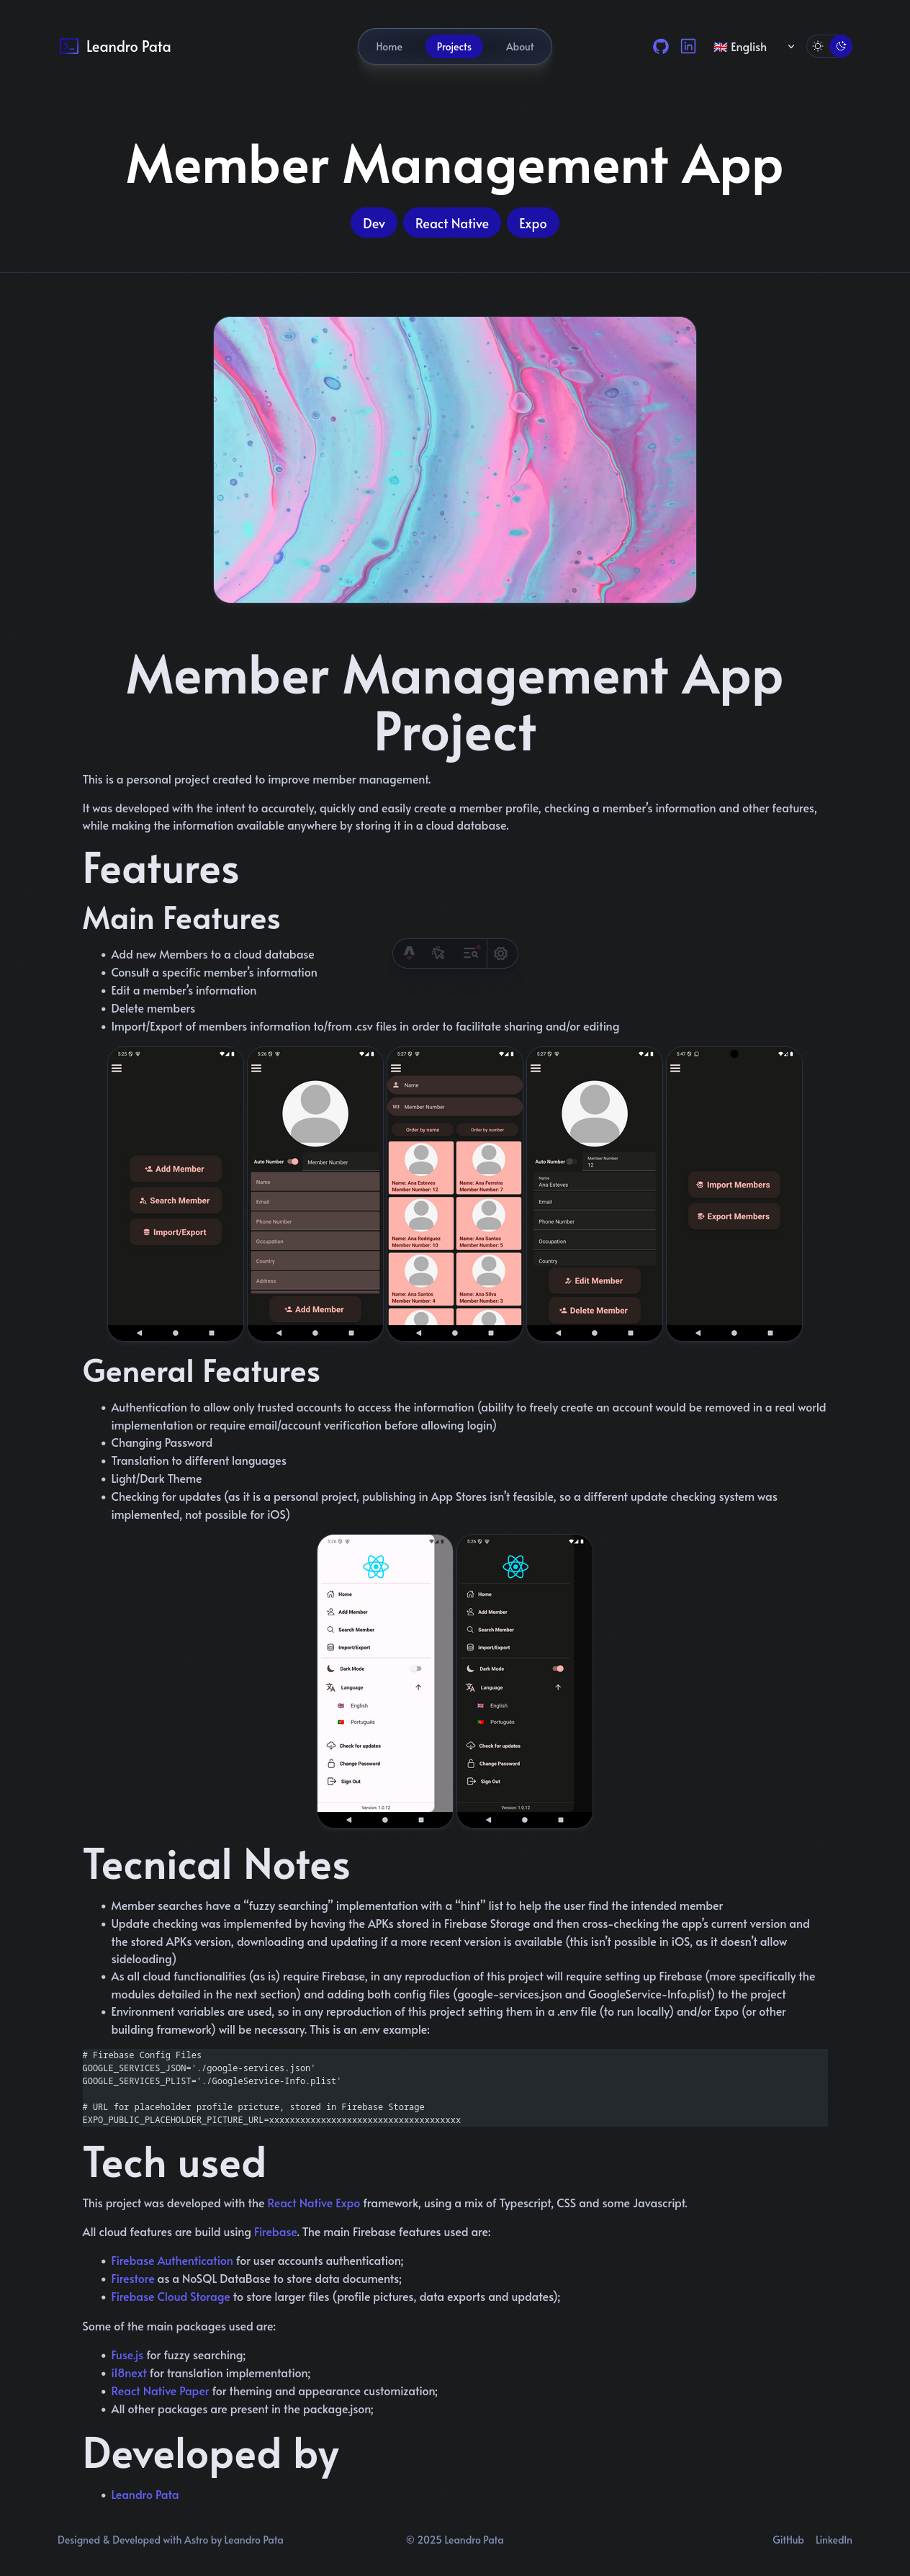 Leandro Pata
Home Projects About
English
Member Management App
Dev React Native Expo
Member Management App
Project
This is a personal project created to improve member management.
It was developed with the intent to accurately, quickly and easily create a member profile, checking a member’s information and other features,
while making the information available anywhere by storing it in a cloud database.
Features
Main Features
• Add new Members to a cloud database
• Consult a specific member’s information
• Edit a member’s information
• Delete members
• Import/Export of members information to/from .csv files in order to facilitate sharing and/or editing
5:25
Add Member
Search Member
Import/Export
5:26
Auto Number Member Number
Name
Email
Phone Number
Occupation
Country
Address
Add Member
5:27
Name
123 Member Number
Order by name Order by number
Name: Ana Esteves
Member Number: 12
Name: Ana Ferreira
Member Number: 7
Name: Ana Rodriguez
Member Number: 10
Name: Ana Santos
Member Number: 5
Name: Ana Santos
Member Number: 4
Name: Ana Silva
Member Number: 3
5:27
Auto Number Member Number
12
Name
Ana Esteves
Email
Phone Number
Occupation
Country
Edit Member
Delete Member
5:47
Import Members
Export Members
General Features
• Authentication to allow only trusted accounts to access the information (ability to freely create an account would be removed in a real world
implementation or require email/account verification before allowing login)
• Changing Password
• Translation to different languages
• Light/Dark Theme
• Checking for updates (as it is a personal project, publishing in App Stores isn’t feasible, so a different update checking system was
implemented, not possible for iOS)
5:26
Home
Add Member
Search Member
Import/Export
Dark Mode
Language
English
Português
Check for updates
Change Password
Sign Out
Version: 1.0.12
5:26
Home
Add Member
Search Member
Import/Export
Dark Mode
Language
English
Português
Check for updates
Change Password
Sign Out
Version: 1.0.12
Tecnical Notes
• Member searches have a “fuzzy searching” implementation with a “hint” list to help the user find the intended member
• Update checking was implemented by having the APKs stored in Firebase Storage and then cross-checking the app’s current version and
the stored APKs version, downloading and updating if a more recent version is available (this isn’t possible in iOS, as it doesn’t allow
sideloading)
• As all cloud functionalities (as is) require Firebase, in any reproduction of this project will require setting up Firebase (more specifically the
modules detailed in the next section) and adding both config files (google-services.json and GoogleService-Info.plist) to the project
• Environment variables are used, so in any reproduction of this project setting them in a .env file (to run locally) and/or Expo (or other
building framework) will be necessary. This is an .env example:
# Firebase Config Files
GOOGLE_SERVICES_JSON='./google-services.json'
GOOGLE_SERVICES_PLIST='./GoogleService-Info.plist'
# URL for placeholder profile pricture, stored in Firebase Storage
EXPO_PUBLIC_PLACEHOLDER_PICTURE_URL=xxxxxxxxxxxxxxxxxxxxxxxxxxxxxxxxxxxxx
Tech used
This project was developed with the React Native Expo framework, using a mix of Typescript, CSS and some Javascript.
All cloud features are build using Firebase. The main Firebase features used are:
• Firebase Authentication for user accounts authentication;
• Firestore as a NoSQL DataBase to store data documents;
• Firebase Cloud Storage to store larger files (profile pictures, data exports and updates);
Some of the main packages used are:
• Fuse.js for fuzzy searching;
• i18next for translation implementation;
• React Native Paper for theming and appearance customization;
• All other packages are present in the package.json;
Developed by
• Leandro Pata
Designed & Developed with Astro by Leandro Pata © 2025 Leandro Pata GitHub LinkedIn